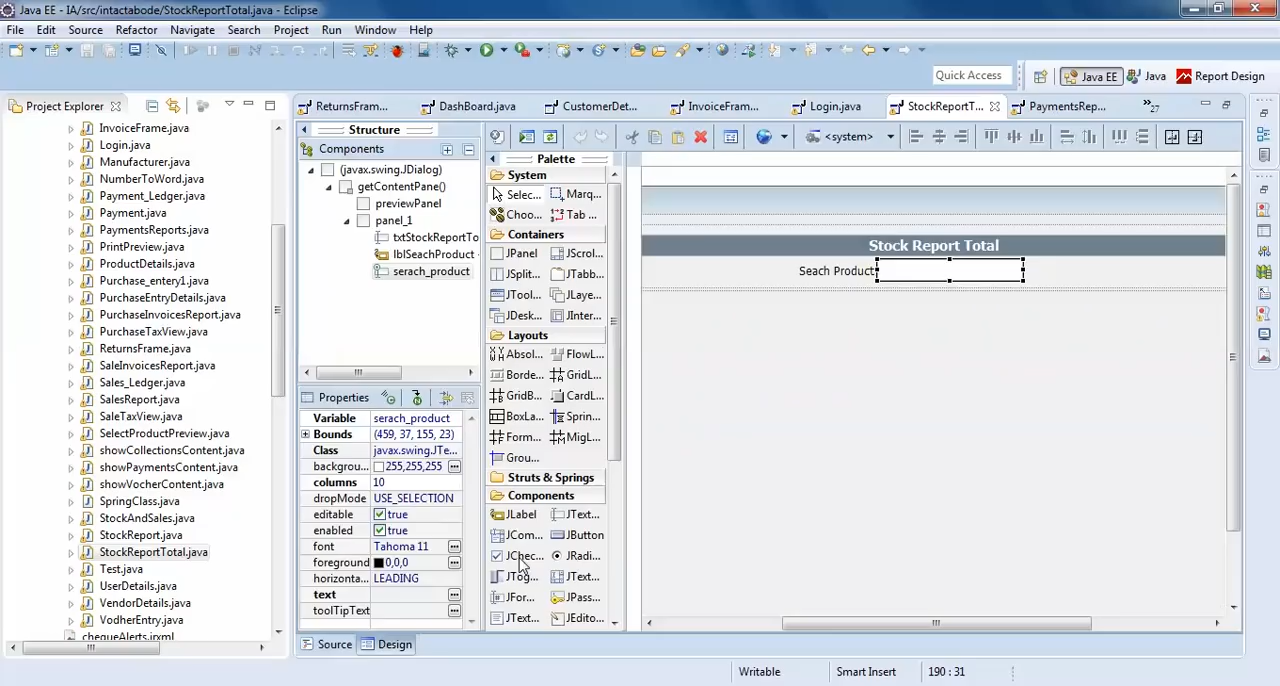 Java EE - IA/src/intactabode/StockReportTotal.java - Eclipse
File Edit Source Refactor Navigate Search Project Run Window Help
Quick Access Java EE Java Report Design
Project Explorer
ReturnsFram... DashBoard.java CustomerDet... InvoiceFram... Login.java StockReportT... PaymentsRep... »27
InvoiceFrame.java
Login.java
Manufacturer.java
NumberToWord.java
Payment_Ledger.java
Payment.java
PaymentsReports.java
PrintPreview.java
ProductDetails.java
Purchase_entery1.java
PurchaseEntryDetails.java
PurchaseInvoicesReport.java
PurchaseTaxView.java
ReturnsFrame.java
SaleInvoicesReport.java
Sales_Ledger.java
SalesReport.java
SaleTaxView.java
SelectProductPreview.java
showCollectionsContent.java
showPaymentsContent.java
showVocherContent.java
SpringClass.java
StockAndSales.java
StockReport.java
StockReportTotal.java
Test.java
UserDetails.java
VendorDetails.java
VodherEntry.java
chequeAlerts.jrxml
Structure
Components
(javax.swing.JDialog)
getContentPane()
previewPanel
panel_1
txtStockReportTo
lblSeachProduct
serach_product
Properties
Variable serach_product
Bounds (459, 37, 155, 23)
Class javax.swing.JTe...
backgrou... 255,255,255
columns 10
dropMode USE_SELECTION
editable true
enabled true
font Tahoma 11
foreground 0,0,0
horizonta... LEADING
text
toolTipText
Palette
System
Selec... Marq...
Choo... Tab ...
Containers
JPanel JScrol...
JSplit... JTabb...
JTool... JLaye...
JDesk... JInter...
Layouts
Absol... FlowL...
Borde... GridL...
GridB... CardL...
BoxLa... Sprin...
Form... MigL...
Grou...
Struts & Springs
Components
JLabel JText...
JCom... JButton
JChec... JRadi...
JTog... JText...
JFor... JPass...
JText... JEdito...
<system>
Stock Report Total
Seach Product
Source Design
Writable Smart Insert 190 : 31